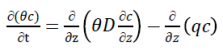 ∂(θc)/∂t = ∂/∂z (θD ∂c/∂z) − ∂/∂z (qc)